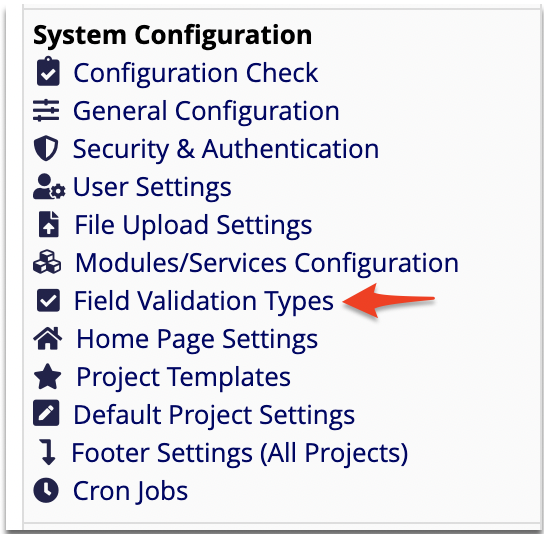 System Configuration
Configuration Check
General Configuration
Security & Authentication
User Settings
File Upload Settings
Modules/Services Configuration
Field Validation Types
Home Page Settings
Project Templates
Default Project Settings
Footer Settings (All Projects)
Cron Jobs